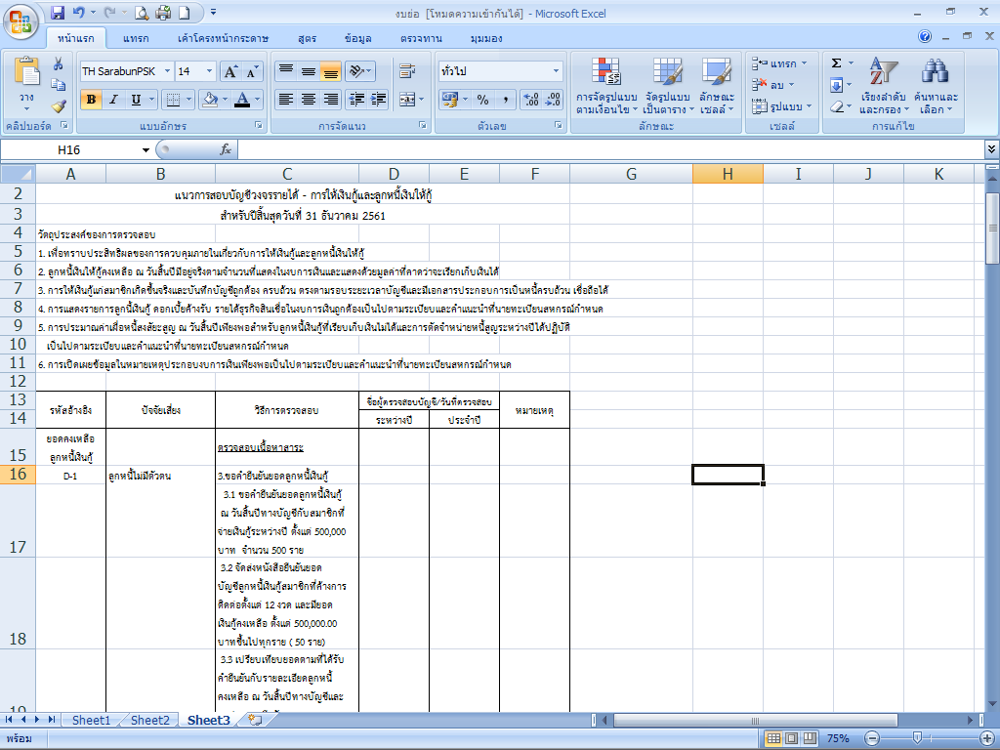 งบย่อ [โหมดความเข้ากันได้] - Microsoft Excel
หน้าแรก แทรก เค้าโครงหน้ากระดาษ สูตร ข้อมูล ตรวจทาน มุมมอง
วาง
คลิปบอร์ด
TH SarabunPSK 14
B I U
แบบอักษร
การจัดแนว
ทั่วไป
ตัวเลข
การจัดรูปแบบตามเงื่อนไข จัดรูปแบบเป็นตาราง ลักษณะเซลล์
ลักษณะ
แทรก
ลบ
รูปแบบ
เซลล์
เรียงลำดับและกรอง ค้นหาและเลือก
การแก้ไข
H16 fx
A B C D E F G H I J K
2 แนวการสอบบัญชีวงจรรายได้ - การให้เงินกู้และลูกหนี้เงินให้กู้
3 สำหรับปีสิ้นสุดวันที่ 31 ธันวาคม 2561
4 วัตถุประสงค์ของการตรวจสอบ
5 1. เพื่อทราบประสิทธิผลของการควบคุมภายในเกี่ยวกับการให้เงินกู้และลูกหนี้เงินให้กู้
6 2. ลูกหนี้เงินให้กู้คงเหลือ ณ วันสิ้นปีมีอยู่จริงตามจำนวนที่แสดงในงบการเงินและแสดงด้วยมูลค่าที่คาดว่าจะเรียกเก็บเงินได้
7 3. การให้เงินกู้แก่สมาชิกเกิดขึ้นจริงและบันทึกบัญชีถูกต้อง ครบถ้วน ตรงตามรอบระยะเวลาบัญชีและมีเอกสารประกอบการเป็นหนี้ครบถ้วน เชื่อถือได้
8 4. การแสดงรายการลูกนี้เงินกู้ ดอกเบี้ยค้างรับ รายได้ธุรกิจสินเชื่อในงบการเงินถูกต้องเป็นไปตามระเบียบและคำแนะนำที่นายทะเบียนสหกรณ์กำหนด
9 5. การประมาณค่าเผื่อหนี้สงสัยะสูญ ณ วันสิ้นปีเพียงพอสำหรับลูกหนี้เงินกู้ที่เรียบเก็บเงินไม่ได้และการตัดจำหน่ายหนี้สูญระหว่างปีได้ปฏิบัติ
10 เป็นไปตามระเบียบและคำแนะนำที่นายทะเบียนสหกรณ์กำหนด
11 6. การเปิดเผยข้อมูลในหมายเหตุประกอบงบการเงินเพียงพอเป็นไปตามระเบียบและคำแนะนำที่นายทะเบียนสหกรณ์กำหนด
12
13 รหัสอ้างอิง ปัจจัยเสี่ยง วิธีการตรวจสอบ ชื่อผู้ตรวจสอบบัญชี/วันที่ตรวจสอบ หมายเหตุ
14 ระหว่างปี ประจำปี
ยอดคงเหลือ
15 ลูกหนี้เงินกู้ ตรวจสอบเนื้อหาสาระ
16 D-1 ลูกหนี้ไม่มีตัวตน 3.ขอคำยืนยันยอดลูกหนี้เงินกู้
3.1 ขอคำยืนยันยอดลูกหนี้เงินกู้
ณ วันสิ้นปีทางบัญชีกับสมาชิกที่
จ่ายเงินกู้ระหว่างปี ตั้งแต่ 500,000
17 บาท จำนวน 500 ราย
3.2 จัดส่งหนังสือยืนยันยอด
บัญชีลูกหนี้เงินกู้สมาชิกที่ค้างการ
ติดต่อตั้งแต่ 12 งวด และมียอด
เงินกู้คงเหลือ ตั้งแต่ 500,000.00
18 บาทขึ้นไปทุกราย ( 50 ราย)
3.3 เปรียบเทียบยอดตามที่ได้รับ
คำยืนยันกับรายละเอียดลูกหนี้
คงเหลือ ณ วันสิ้นปีทางบัญชีและ
19
Sheet1 Sheet2 Sheet3
พร้อม 75%